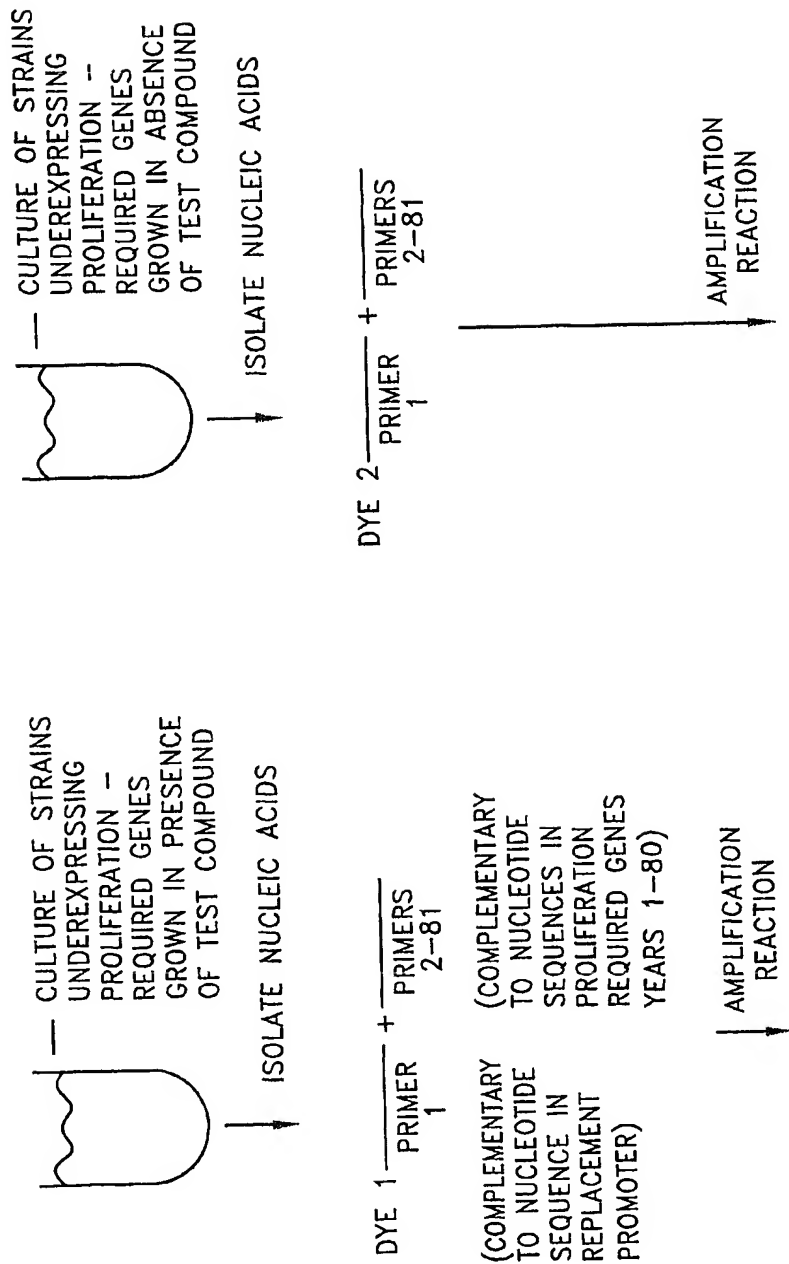 — CULTURE OF STRAINS
UNDEREXPRESSING
PROLIFERATION –
REQUIRED GENES
GROWN IN PRESENCE
OF TEST COMPOUND
ISOLATE NUCLEIC ACIDS
DYE 1
PRIMER
1
+
PRIMERS
2–81
(COMPLEMENTARY
TO NUCLEOTIDE
SEQUENCE IN
REPLACEMENT
PROMOTER)
(COMPLEMENTARY
TO NUCLEOTIDE
SEQUENCES IN
PROLIFERATION
REQUIRED GENES
YEARS 1–80)
AMPLIFICATION
REACTION
— CULTURE OF STRAINS
UNDEREXPRESSING
PROLIFERATION –
REQUIRED GENES
GROWN IN ABSENCE
OF TEST COMPOUND
ISOLATE NUCLEIC ACIDS
DYE 2
PRIMER
1
+
PRIMERS
2–81
AMPLIFICATION
REACTION